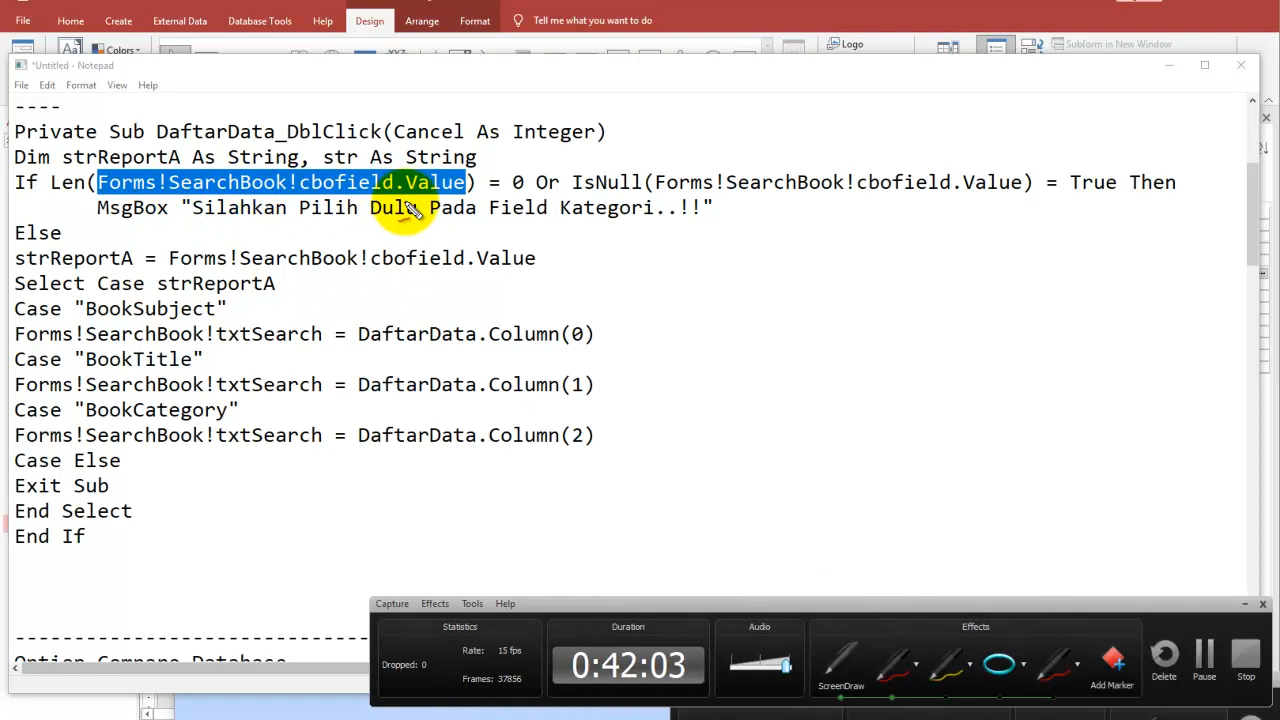 File Home Create External Data Database Tools Help Design Arrange Format Tell me what you want to do
Aa Colors Logo Subform in New Window
*Untitled - Notepad
File Edit Format View Help
----
Private Sub DaftarData_DblClick(Cancel As Integer)
Dim strReportA As String, str As String
If Len(Forms!SearchBook!cbofield.Value) = 0 Or IsNull(Forms!SearchBook!cbofield.Value) = True Then
MsgBox "Silahkan Pilih Dulu Pada Field Kategori..!!"
Else
strReportA = Forms!SearchBook!cbofield.Value
Select Case strReportA
Case "BookSubject"
Forms!SearchBook!txtSearch = DaftarData.Column(0)
Case "BookTitle"
Forms!SearchBook!txtSearch = DaftarData.Column(1)
Case "BookCategory"
Forms!SearchBook!txtSearch = DaftarData.Column(2)
Case Else
Exit Sub
End Select
End If
------------------------------
Option Compare Database
Capture Effects Tools Help
Statistics Duration Audio Effects
Rate: 15 fps
Dropped: 0
0:42:03
Frames: 37856
ScreenDraw Add Marker Delete Pause Stop